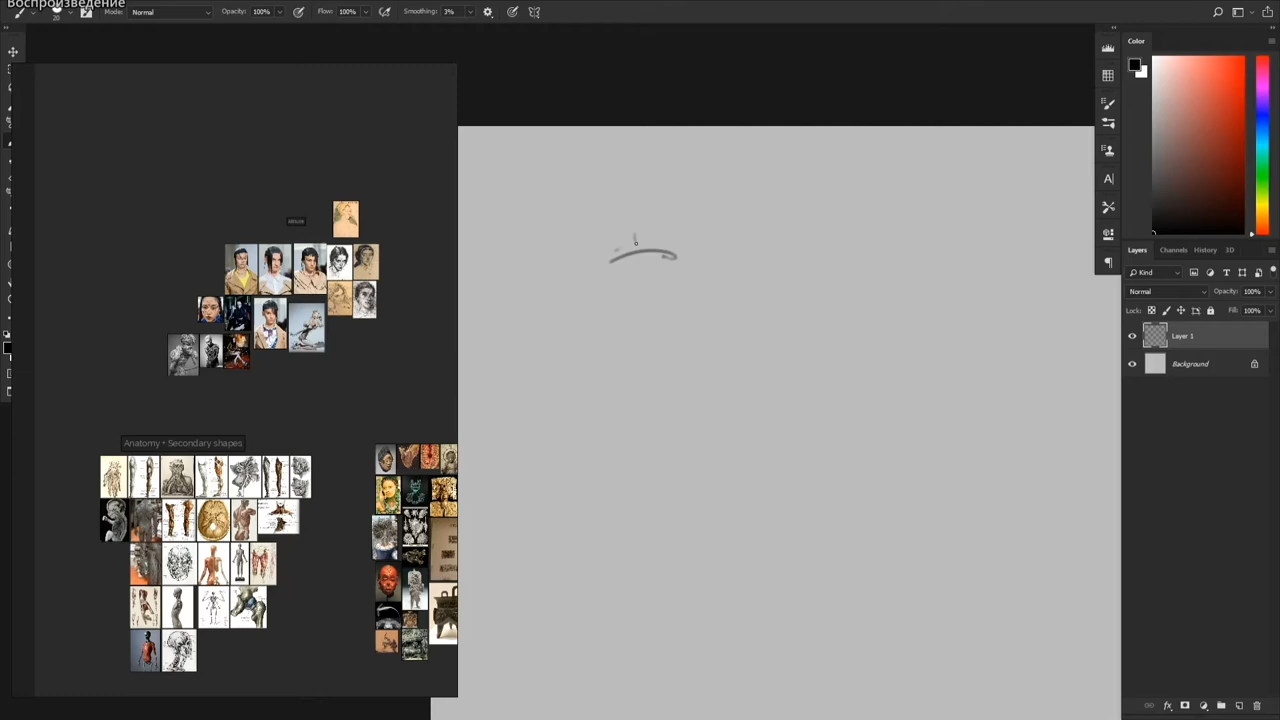 Воспроизведение
20
Mode: Normal Opacity: 100% Flow: 100% Smoothing: 3%
Color
Layers Channels History 3D
Kind
Normal Opacity: 100%
Lock: Fill: 100%
Layer 1
Background
Anatomy + Secondary shapes